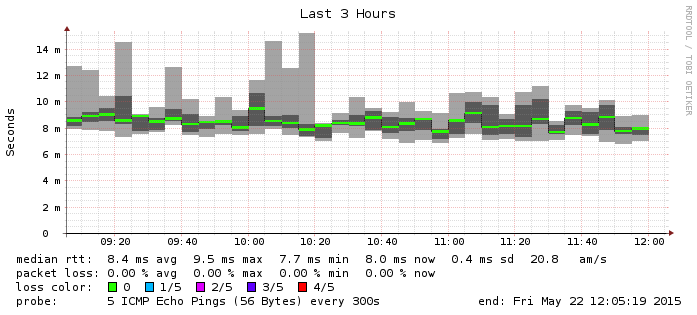 Last 3 Hours
RRDTOOL / TOBI OETIKER
Seconds
14 m
12 m
10 m
8 m
6 m
4 m
2 m
0
09:20 09:40 10:00 10:20 10:40 11:00 11:20 11:40 12:00
median rtt: 8.4 ms avg 9.5 ms max 7.7 ms min 8.0 ms now 0.4 ms sd 20.8 am/s
packet loss: 0.00 % avg 0.00 % max 0.00 % min 0.00 % now
loss color: 0 1/5 2/5 3/5 4/5
probe: 5 ICMP Echo Pings (56 Bytes) every 300s end: Fri May 22 12:05:19 2015